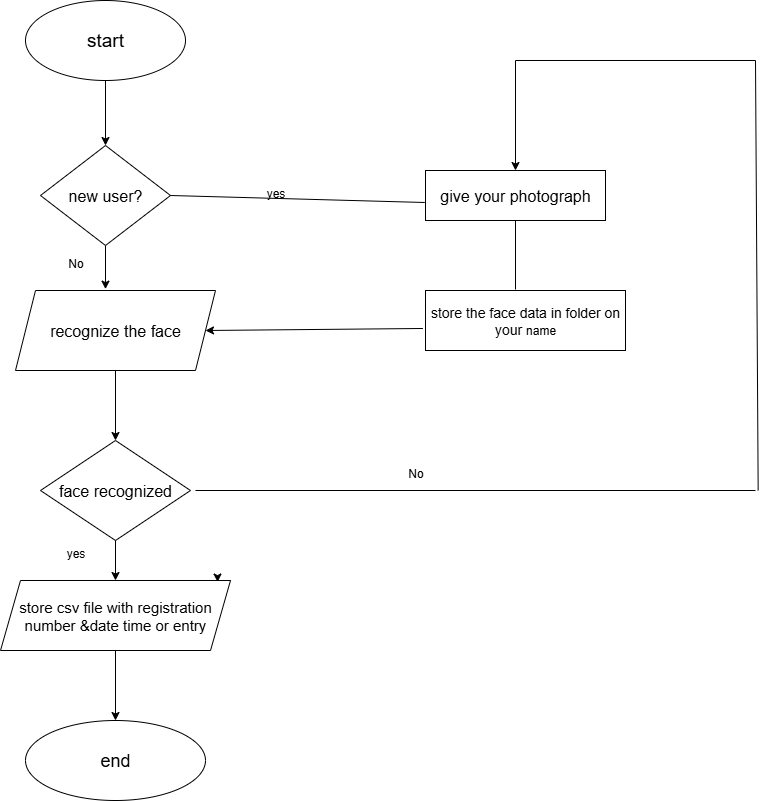 start
new user?
yes
give your photograph
No
recognize the face
store the face data in folder on
your name
face recognized
No
yes
store csv file with registration
number &date time or entry
end